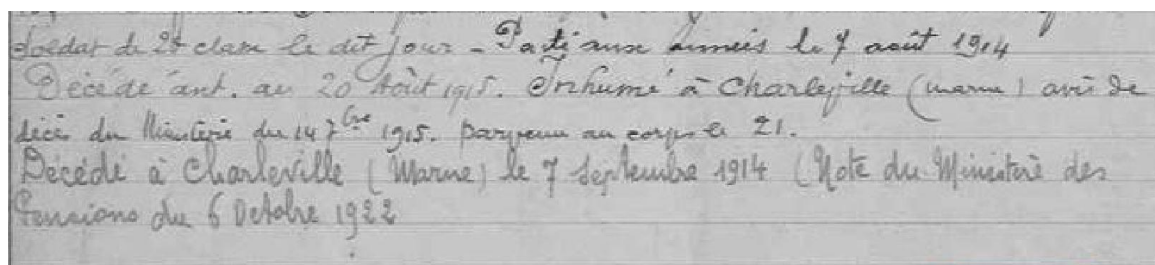 Soldat de 2e classe le dit jour - Parti aux armées le 7 août 1914
Décédé ant. au 20 Août 1915. Inhumé à Charleville (marne) avis de
décès du Ministère du 14 7bre 1915. parvenu au corps le 21.
Décédé à Charleville (Marne) le 7 Septembre 1914 (Note du Ministère des
Pensions du 6 Octobre 1922